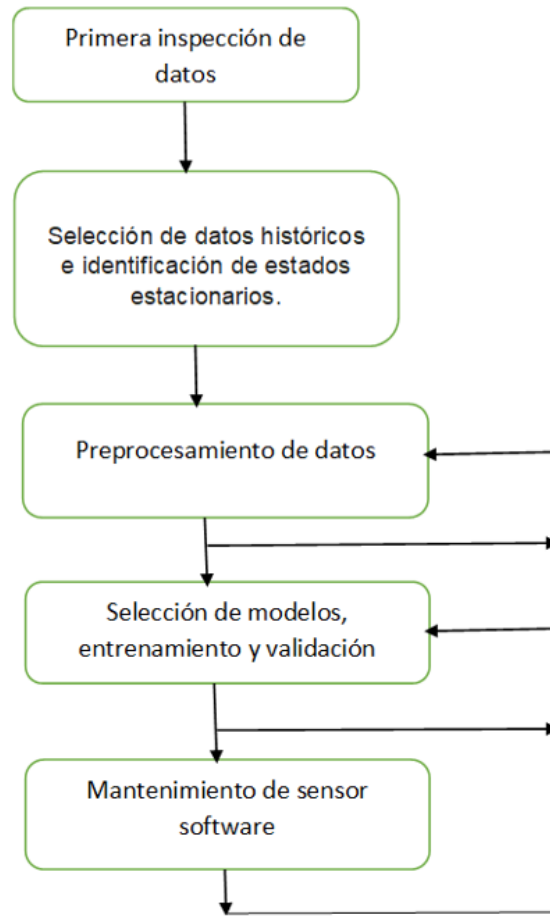 Primera inspección de
datos
Selección de datos históricos
e identificación de estados
estacionarios.
Preprocesamiento de datos
Selección de modelos,
entrenamiento y validación
Mantenimiento de sensor
software